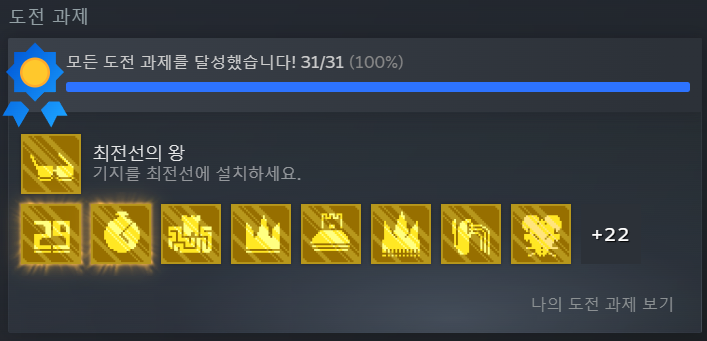 도전 과제
모든 도전 과제를 달성했습니다! 31/31 (100%)
최전선의 왕
기지를 최전선에 설치하세요.
29
+22
나의 도전 과제 보기